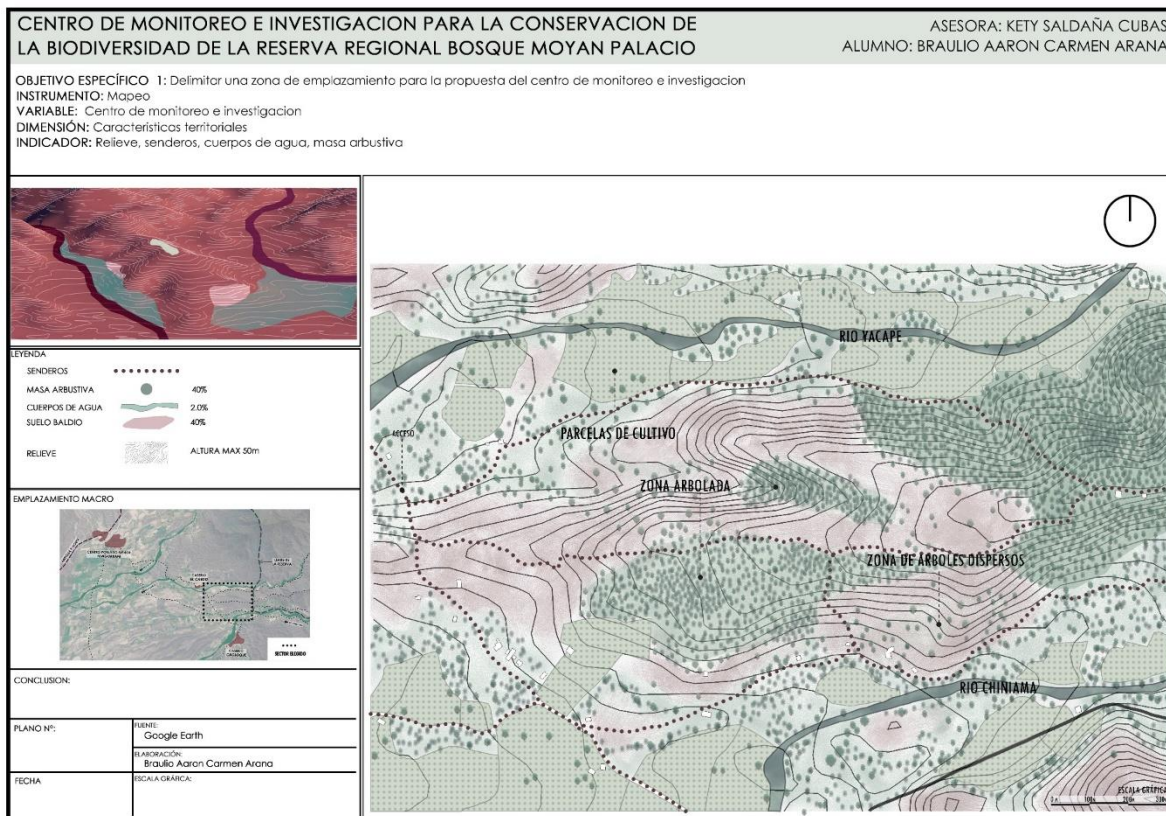 CENTRO DE MONITOREO E INVESTIGACION PARA LA CONSERVACION DE
LA BIODIVERSIDAD DE LA RESERVA REGIONAL BOSQUE MOYAN PALACIO
ASESORA: KETY SALDAÑA CUBAS
ALUMNO: BRAULIO AARON CARMEN ARANA
OBJETIVO ESPECÍFICO 1: Delimitar una zona de emplazamiento para la propuesta del centro de monitoreo e investigacion
INSTRUMENTO: Mapeo
VARIABLE: Centro de monitoreo e investigacion
DIMENSIÓN: Caracteristicas territoriales
INDICADOR: Relieve, senderos, cuerpos de agua, masa arbustiva
LEYENDA
SENDEROS
MASA ARBUSTIVA 40%
CUERPOS DE AGUA 2.0%
SUELO BALDIO 40%
RELIEVE ALTURA MAX 50m
EMPLAZAMIENTO MACRO
SECTOR ELEGIDO
CONCLUSION:
PLANO Nº:
FUENTE:
Google Earth
ELABORACIÓN:
Braulio Aaron Carmen Arana
FECHA
ESCALA GRÁFICA:
RIO YACAPE
ACCESO
PARCELAS DE CULTIVO
ZONA ARBOLADA
ZONA DE ÁRBOLES DISPERSOS
RIO CHINIAMA
ESCALA GRÁFICA